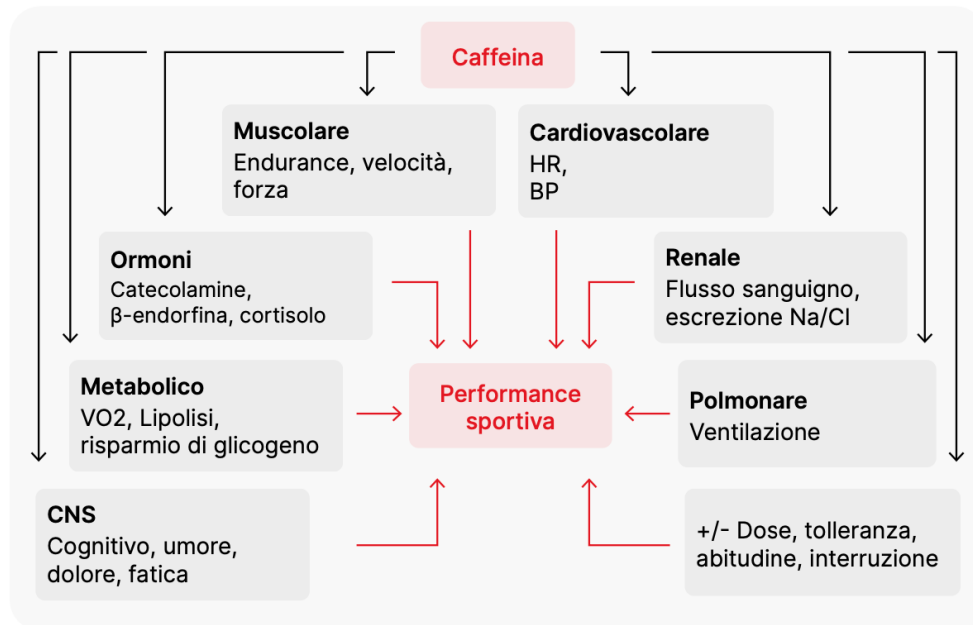 Caffeina
Muscolare
Endurance, velocità,
forza
Cardiovascolare
HR,
BP
Ormoni
Catecolamine,
β-endorfina, cortisolo
Renale
Flusso sanguigno,
escrezione Na/Cl
Metabolico
VO2, Lipolisi,
risparmio di glicogeno
Performance
sportiva
Polmonare
Ventilazione
CNS
Cognitivo, umore,
dolore, fatica
+/- Dose, tolleranza,
abitudine, interruzione